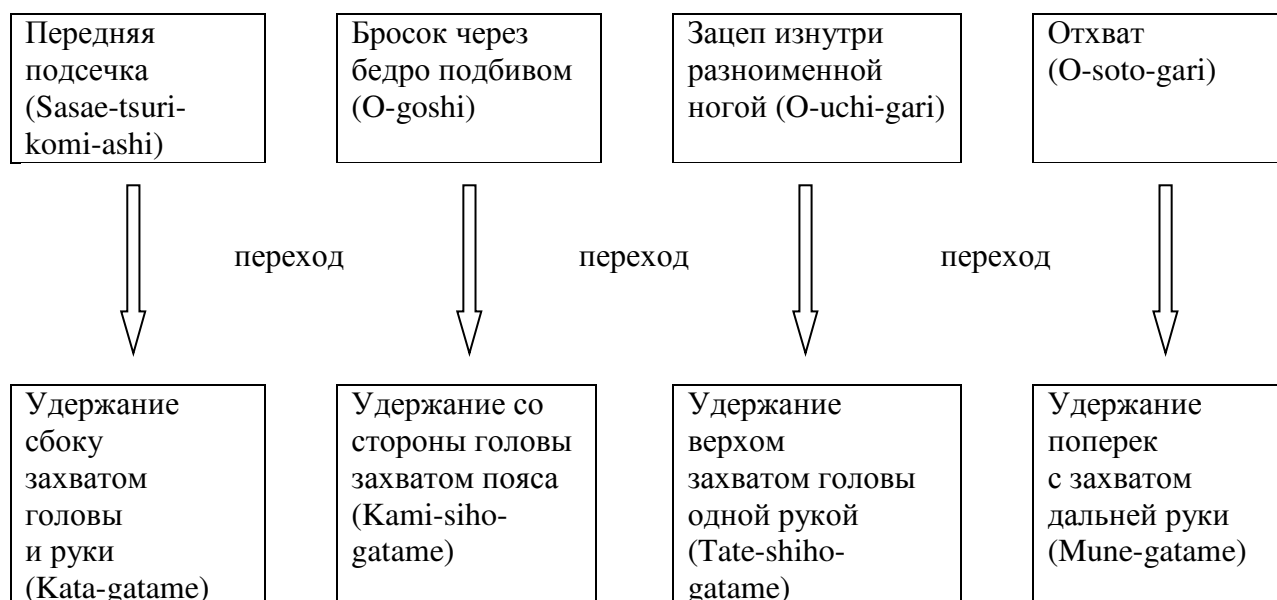 Передняя
подсечка
(Sasae-tsuri-
komi-ashi)
Бросок через
бедро подбивом
(O-goshi)
Зацеп изнутри
разноименной
ногой (O-uchi-gari)
Отхват
(O-soto-gari)
переход
переход
переход
Удержание
сбоку
захватом
головы
и руки
(Kata-gatame)
Удержание со
стороны головы
захватом пояса
(Kami-siho-
gatame)
Удержание
верхом
захватом головы
одной рукой
(Tate-shiho-
gatame)
Удержание
поперек
с захватом
дальней руки
(Mune-gatame)